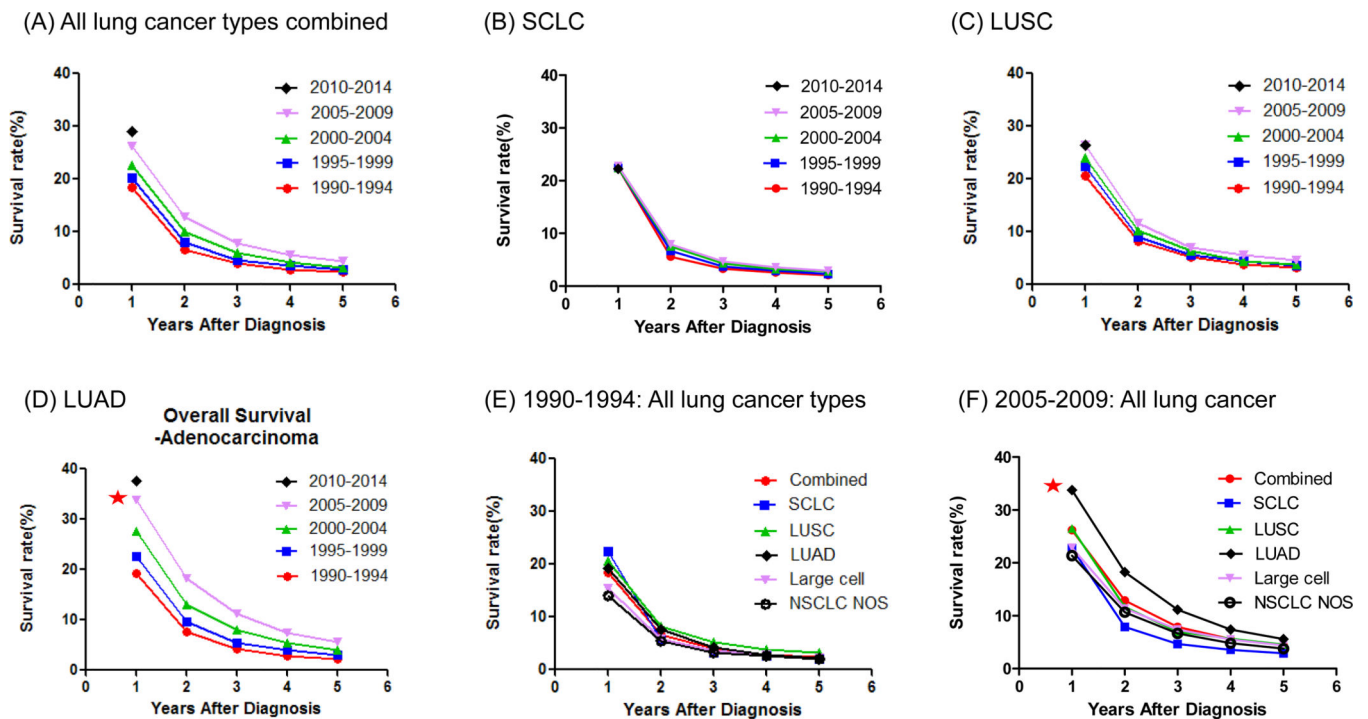 (A) All lung cancer types combined
Survival rate(%)
40
30
20
10
0
0 1 2 3 4 5 6
Years After Diagnosis
2010-2014
2005-2009
2000-2004
1995-1999
1990-1994
(B) SCLC
Survival rate(%)
40
30
20
10
0
0 1 2 3 4 5 6
Years After Diagnosis
2010-2014
2005-2009
2000-2004
1995-1999
1990-1994
(C) LUSC
Survival rate(%)
40
30
20
10
0
0 1 2 3 4 5 6
Years After Diagnosis
2010-2014
2005-2009
2000-2004
1995-1999
1990-1994
(D) LUAD
Overall Survival
-Adenocarcinoma
Survival rate(%)
40
30
20
10
0
0 1 2 3 4 5 6
Years After Diagnosis
2010-2014
2005-2009
2000-2004
1995-1999
1990-1994
(E) 1990-1994: All lung cancer types
Survival rate(%)
40
30
20
10
0
0 1 2 3 4 5 6
Years After Diagnosis
Combined
SCLC
LUSC
LUAD
Large cell
NSCLC NOS
(F) 2005-2009: All lung cancer
Survival rate(%)
40
30
20
10
0
0 1 2 3 4 5 6
Years After Diagnosis
Combined
SCLC
LUSC
LUAD
Large cell
NSCLC NOS